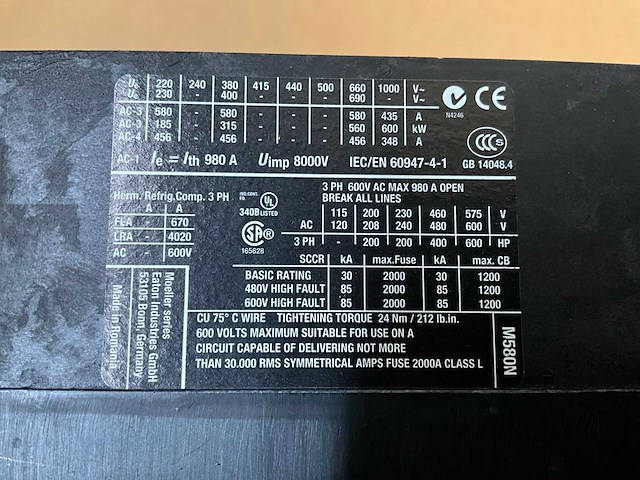 Ue 220 240 380 415 440 500 660 1000 V~
Ue 230 - 400 - - - 690 - V~
AC-3 580 - 580 - - - 580 435 A
AC-3 185 315 - - - 560 600 kW
AC-4 456 - 456 - - - 456 348 A
N4246
CE
CCC S
AC-1 Ie = Ith 980 A Uimp 8000V IEC/EN 60947-4-1 GB 14048.4
Herm. Refrig.Comp. 3 PH
A A
FLA - 670
LRA - 4020
AC - 600V
IND.CONT. EQ.
UL
340B LISTED
SA
165628
3 PH 600V AC MAX 980 A OPEN
BREAK ALL LINES
115 200 230 460 575 V
AC 120 208 240 480 600 V
3 PH - 200 200 400 600 HP
SCCR kA max.Fuse kA max. CB
BASIC RATING 30 2000 30 1200
480V HIGH FAULT 85 2000 85 1200
600V HIGH FAULT 85 2000 85 1200
CU 75° C WIRE TIGHTENING TORQUE 24 Nm / 212 lb.in.
600 VOLTS MAXIMUM SUITABLE FOR USE ON A
CIRCUIT CAPABLE OF DELIVERING NOT MORE
THAN 30.000 RMS SYMMETRICAL AMPS FUSE 2000A CLASS L
M580N
Moeller series
Eaton Industries GmbH
53105 Bonn, Germany
Made in Romania